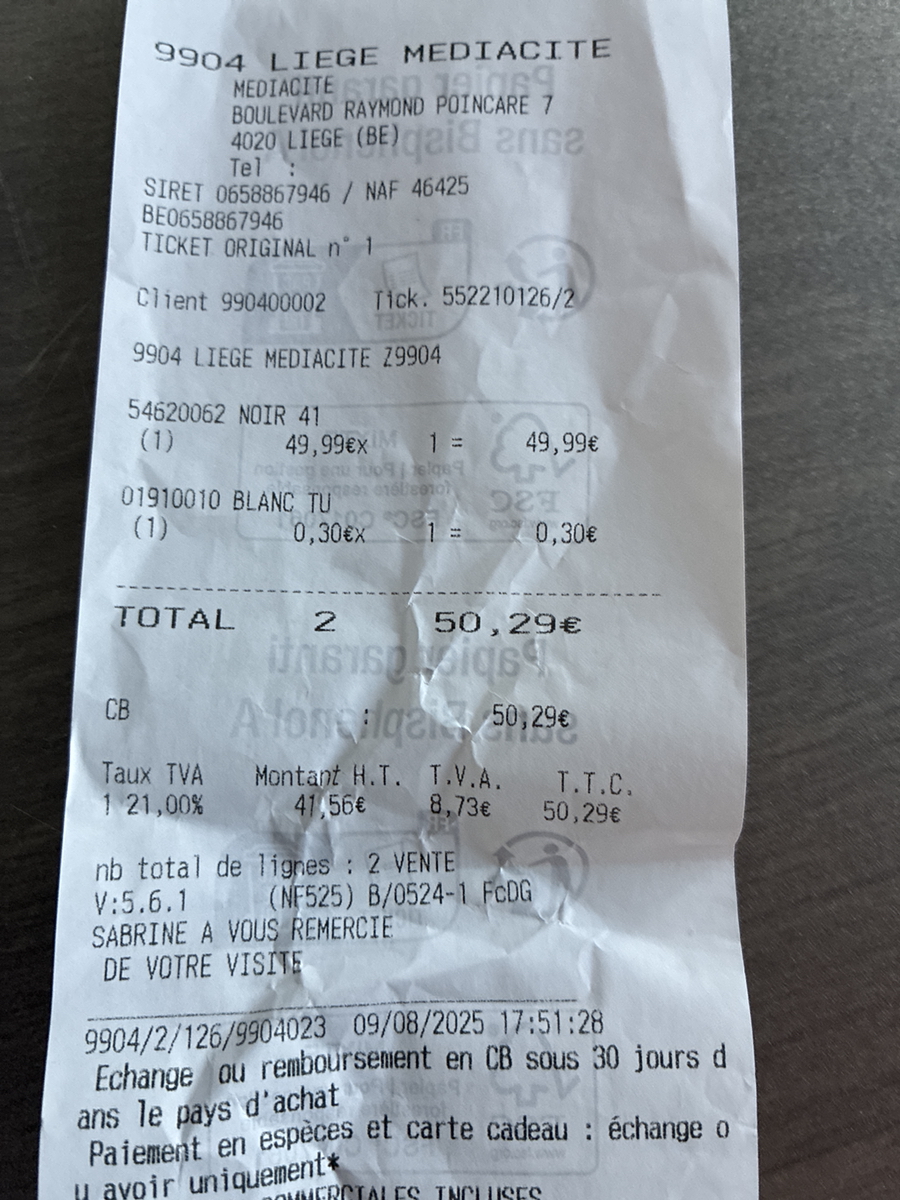 9904 LIEGE MEDIACITE
MEDIACITE
BOULEVARD RAYMOND POINCARE 7
4020 LIEGE (BE)
Tel :
SIRET 0658867946 / NAF 46425
BE0658867946
TICKET ORIGINAL n° 1
Client 990400002 Tick. 552210126/2
9904 LIEGE MEDIACITE Z9904
54620062 NOIR 41
(1) 49,99€x 1 = 49,99€
01910010 BLANC TU
(1) 0,30€x 1 = 0,30€
TOTAL 2 50,29€
CB : 50,29€
Taux TVA Montant H.T. T.V.A. T.T.C.
1 21,00% 41,56€ 8,73€ 50,29€
nb total de lignes : 2 VENTE
V:5.6.1 (NF525) B/0524-1 FcDG
SABRINE A VOUS REMERCIE
DE VOTRE VISITE
9904/2/126/9904023 09/08/2025 17:51:28
Echange ou remboursement en CB sous 30 jours d
ans le pays d'achat
Paiement en espèces et carte cadeau : échange o
u avoir uniquement*
COMMERCIALES INCLUSES